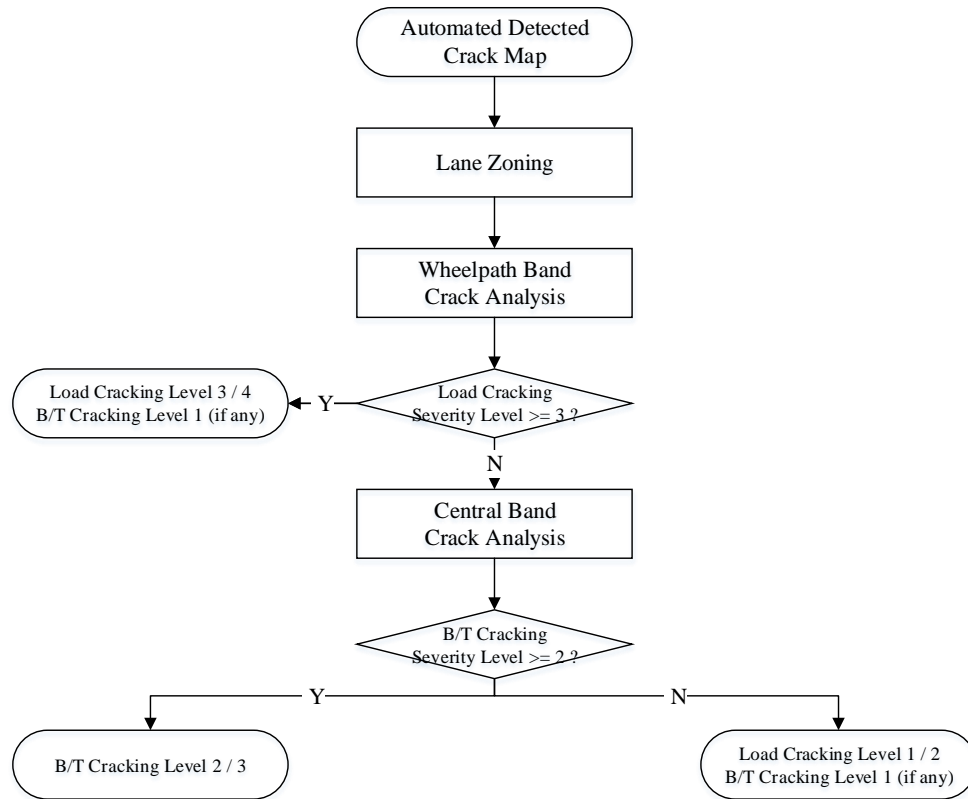 Automated Detected
Crack Map
Lane Zoning
Wheelpath Band
Crack Analysis
Load Cracking
Severity Level >= 3 ?
Y
Load Cracking Level 3 / 4
B/T Cracking Level 1 (if any)
N
Central Band
Crack Analysis
B/T Cracking
Severity Level >= 2 ?
Y
N
B/T Cracking Level 2 / 3
Load Cracking Level 1 / 2
B/T Cracking Level 1 (if any)